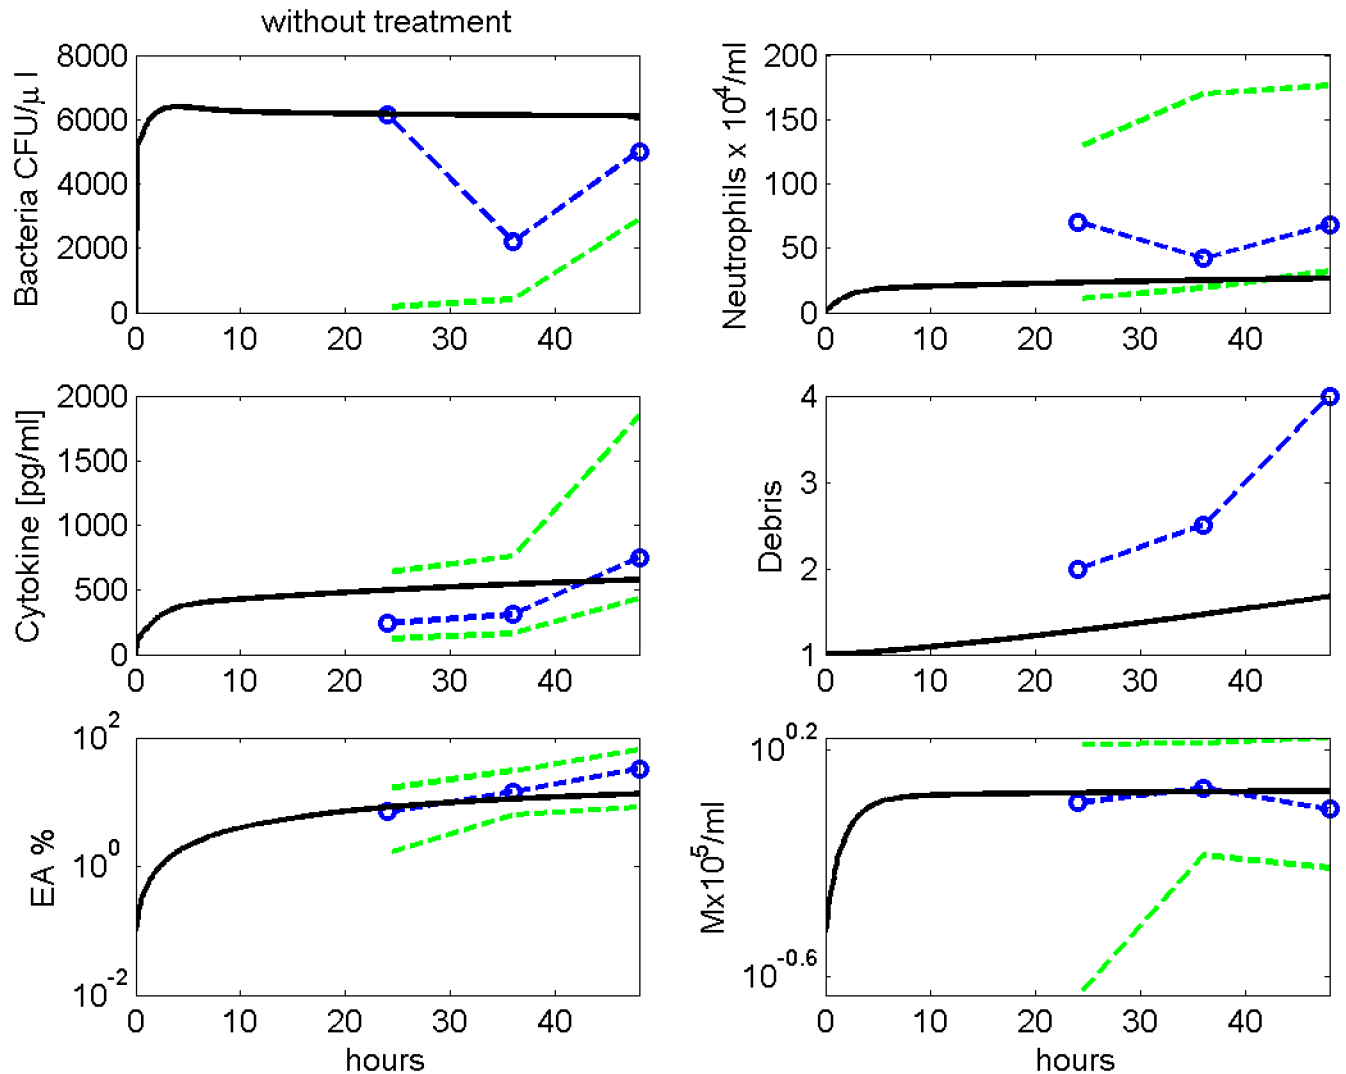 without treatment
Bacteria CFU/μ l
8000
6000
4000
2000
0
0 10 20 30 40
Neutrophils x 10^4/ml
200
150
100
50
0
0 10 20 30 40
Cytokine [pg/ml]
2000
1500
1000
500
0
0 10 20 30 40
Debris
4
3
2
1
0 10 20 30 40
EA %
10^2
10^0
10^-2
0 10 20 30 40
hours
Mx10^5/ml
10^0.2
10^-0.6
0 10 20 30 40
hours